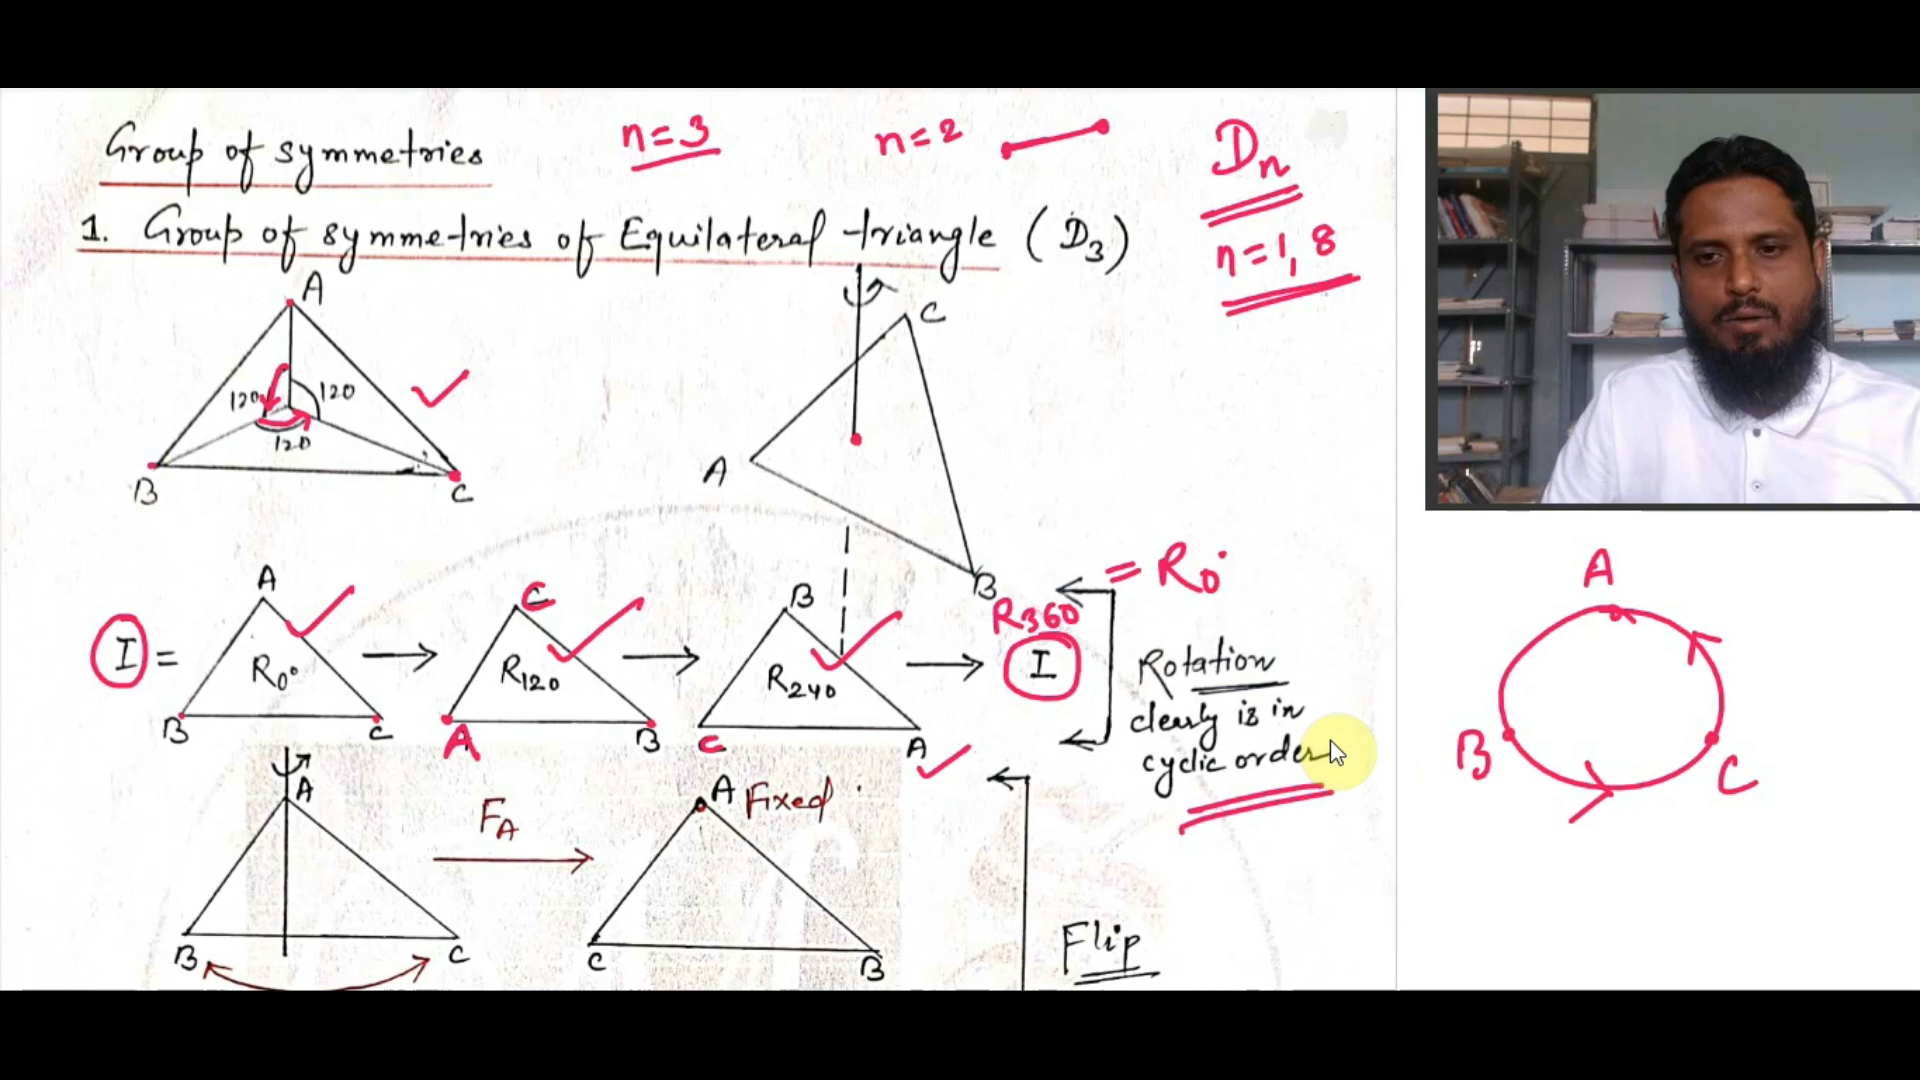 Group of symmetries
n=3
n=2
Dn
1. Group of symmetries of Equilateral triangle (D3)
n=1, 8
A
120
120
120
B
C
C
A
B
= R0°
A
C
B
R360
I =
R0°
R120
R240
I
Rotation
clearly is in
cyclic order
B
C
A
B
C
A
A
B
C
A
FA
A Fixed
B
C
C
B
Flip